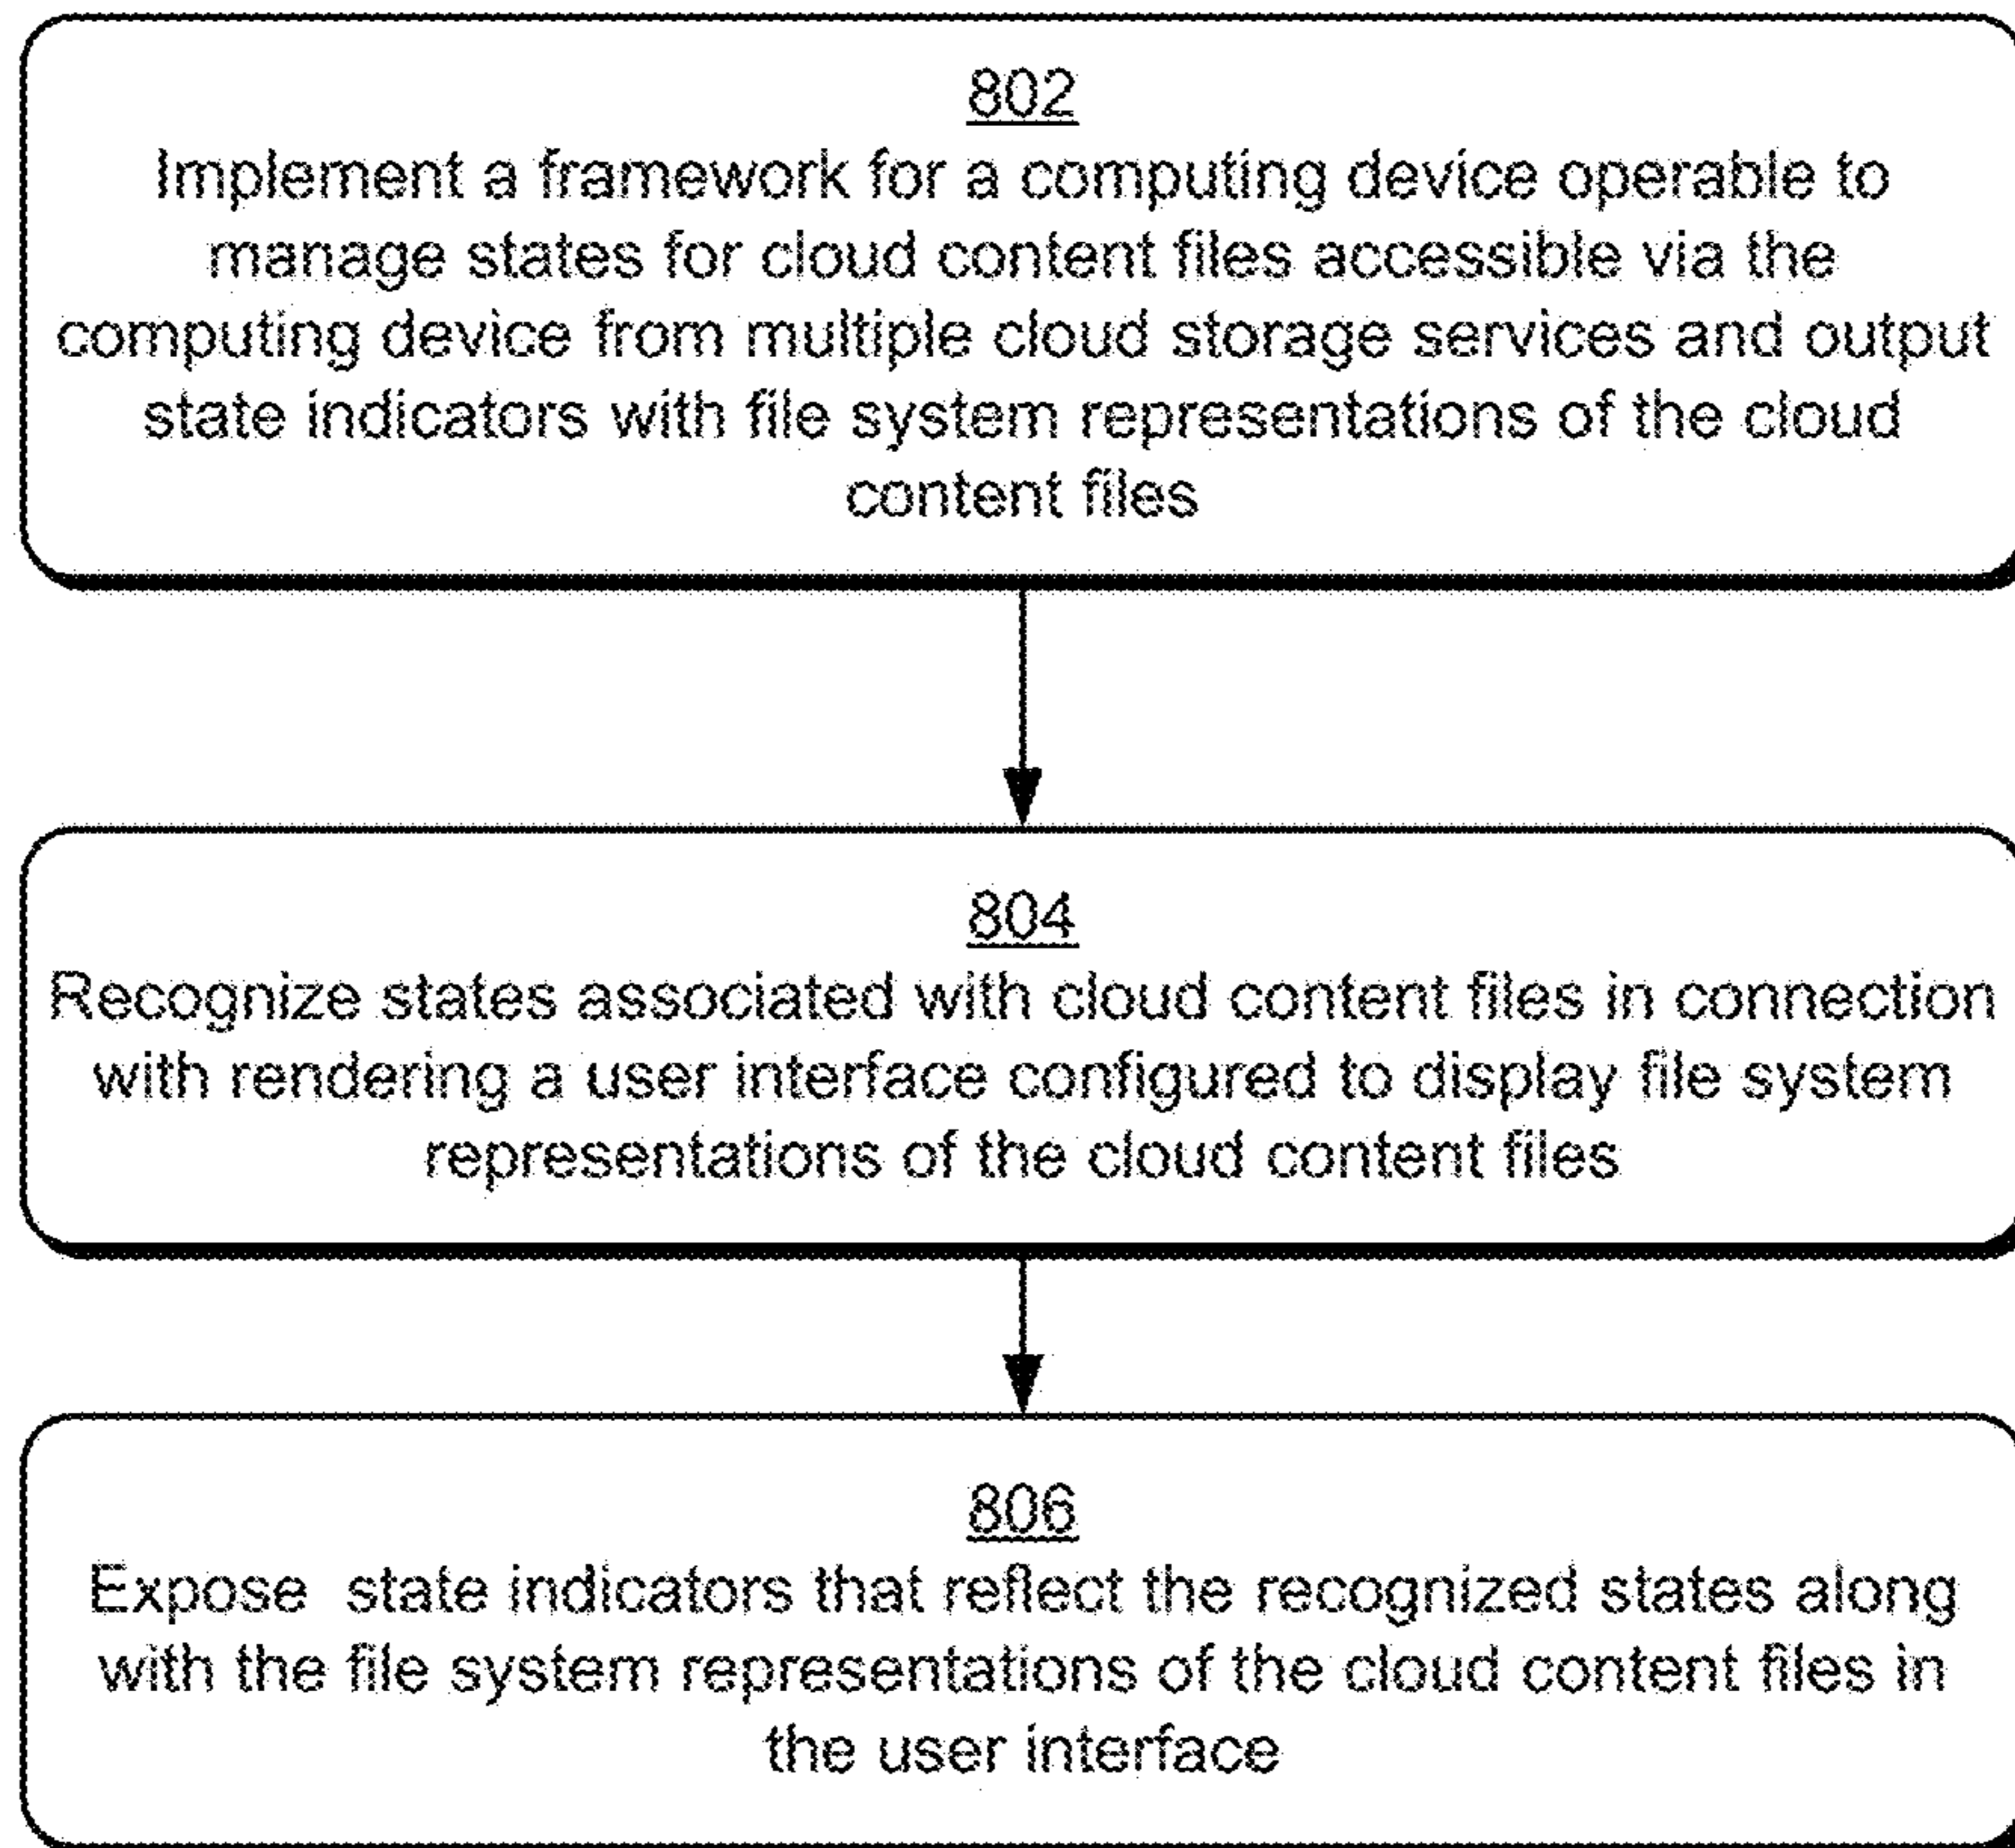 802
Implement a framework for a computing device operable to
manage states for cloud content files accessible via the
computing device from multiple cloud storage services and output
state indicators with file system representations of the cloud
content files
804
Recognize states associated with cloud content files in connection
with rendering a user interface configured to display file system
representations of the cloud content files
806
Expose state indicators that reflect the recognized states along
with the file system representations of the cloud content files in
the user interface